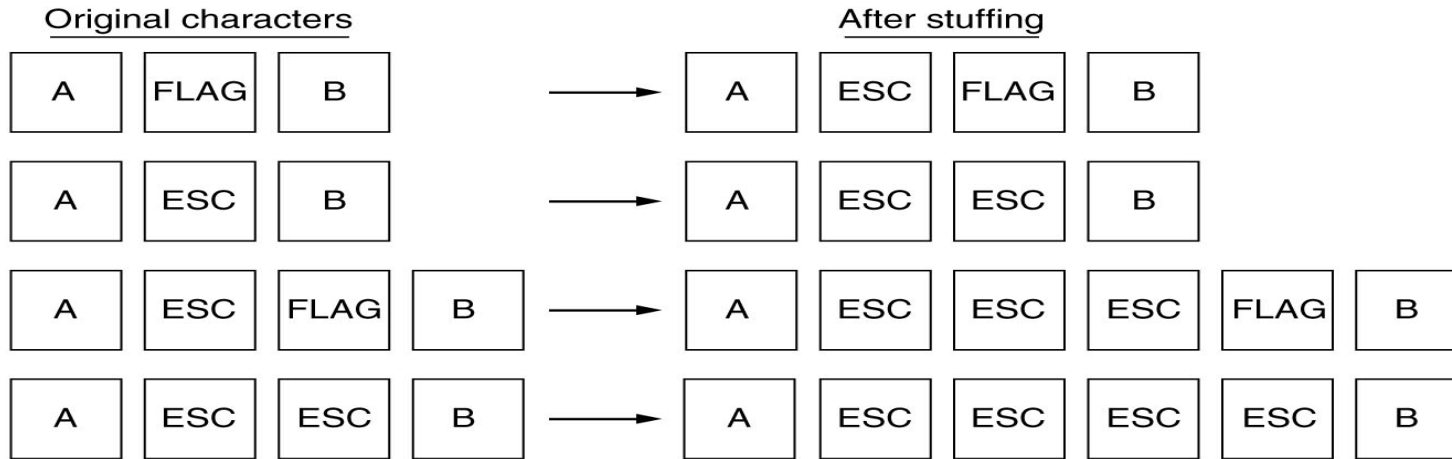 Original characters After stuffing
A FLAG B A ESC FLAG B
A ESC B A ESC ESC B
A ESC FLAG B A ESC ESC ESC FLAG B
A ESC ESC B A ESC ESC ESC ESC B